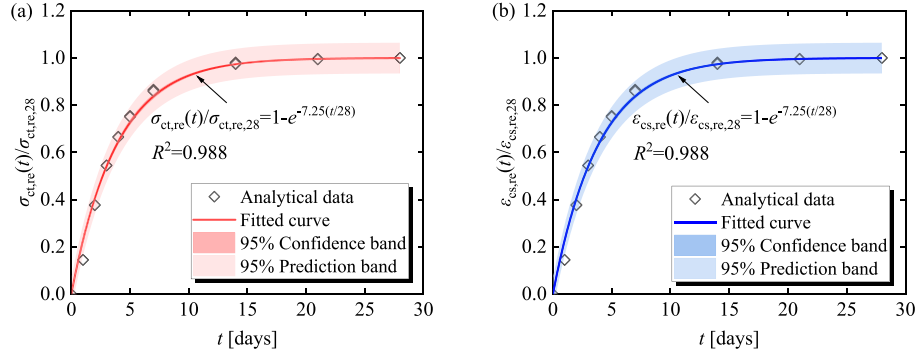 (a)
1.2
1.0
0.8
0.6
0.4
0.2
0.0
σct,re(t)/σct,re,28
σct,re(t)/σct,re,28=1-e^-7.25(t/28)
R²=0.988
Analytical data
Fitted curve
95% Confidence band
95% Prediction band
0 5 10 15 20 25 30
t [days]
(b)
1.2
1.0
0.8
0.6
0.4
0.2
0.0
εcs,re(t)/εcs,re,28
εcs,re(t)/εcs,re,28=1-e^-7.25(t/28)
R²=0.988
Analytical data
Fitted curve
95% Confidence band
95% Prediction band
0 5 10 15 20 25 30
t [days]